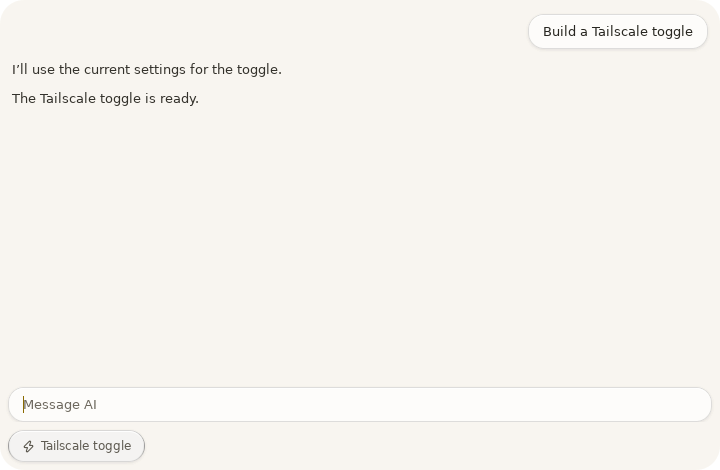 Build a Tailscale toggle
I’ll use the current settings for the toggle.
The Tailscale toggle is ready.
Message AI
Tailscale toggle